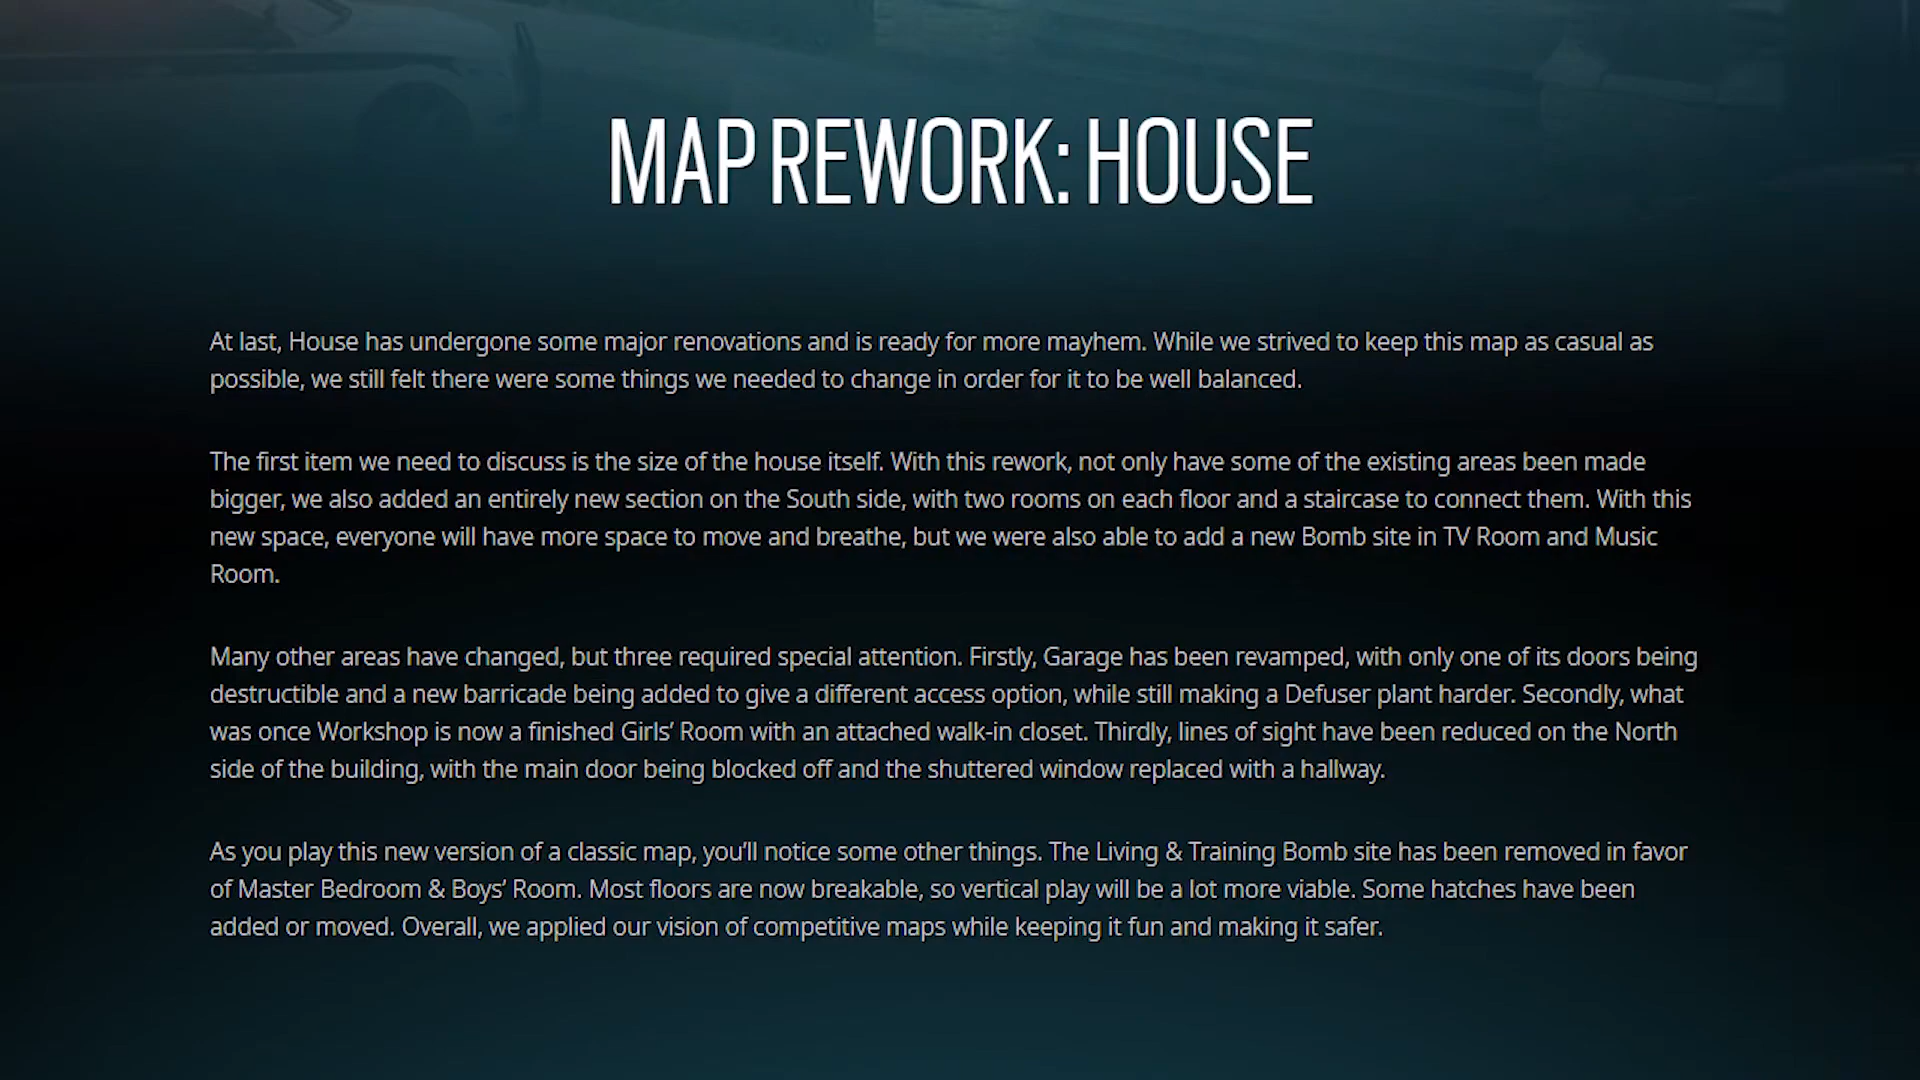 MAP REWORK: HOUSE
At last, House has undergone some major renovations and is ready for more mayhem. While we strived to keep this map as casual as
possible, we still felt there were some things we needed to change in order for it to be well balanced.
The first item we need to discuss is the size of the house itself. With this rework, not only have some of the existing areas been made
bigger, we also added an entirely new section on the South side, with two rooms on each floor and a staircase to connect them. With this
new space, everyone will have more space to move and breathe, but we were also able to add a new Bomb site in TV Room and Music
Room.
Many other areas have changed, but three required special attention. Firstly, Garage has been revamped, with only one of its doors being
destructible and a new barricade being added to give a different access option, while still making a Defuser plant harder. Secondly, what
was once Workshop is now a finished Girls’ Room with an attached walk-in closet. Thirdly, lines of sight have been reduced on the North
side of the building, with the main door being blocked off and the shuttered window replaced with a hallway.
As you play this new version of a classic map, you’ll notice some other things. The Living & Training Bomb site has been removed in favor
of Master Bedroom & Boys’ Room. Most floors are now breakable, so vertical play will be a lot more viable. Some hatches have been
added or moved. Overall, we applied our vision of competitive maps while keeping it fun and making it safer.